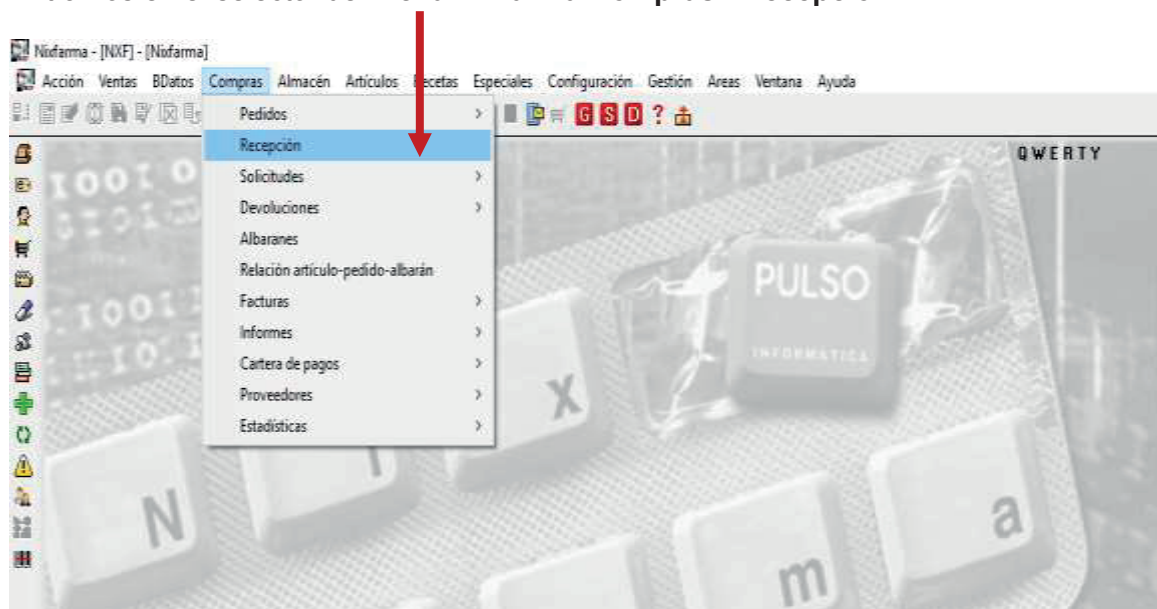 Nixfarma - [NXF] - [Nixfarma]
Acción Ventas BDatos Compras Almacén Artículos Recetas Especiales Configuración Gestión Areas Ventana Ayuda
G S D ?
Pedidos
Recepción
Solicitudes
Devoluciones
Albaranes
Relación artículo-pedido-albarán
Facturas
Informes
Cartera de pagos
Proveedores
Estadísticas
QWERTY
PULSO
INFORMATICA
N
i
x
a
m